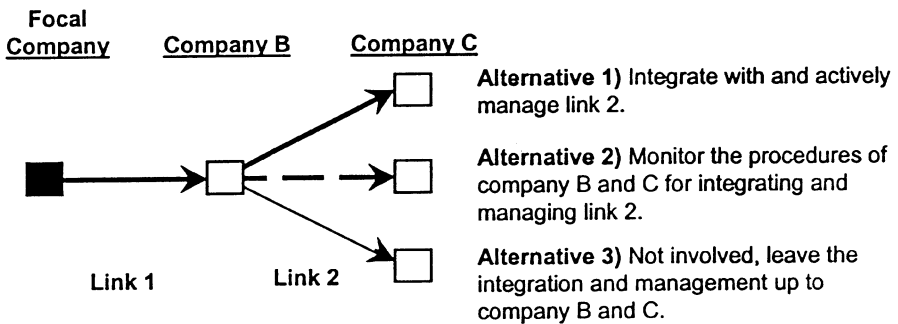 Focal
Company
Company B
Company C
Alternative 1) Integrate with and actively
manage link 2.
Alternative 2) Monitor the procedures of
company B and C for integrating and
managing link 2.
Alternative 3) Not involved, leave the
integration and management up to
company B and C.
Link 1
Link 2